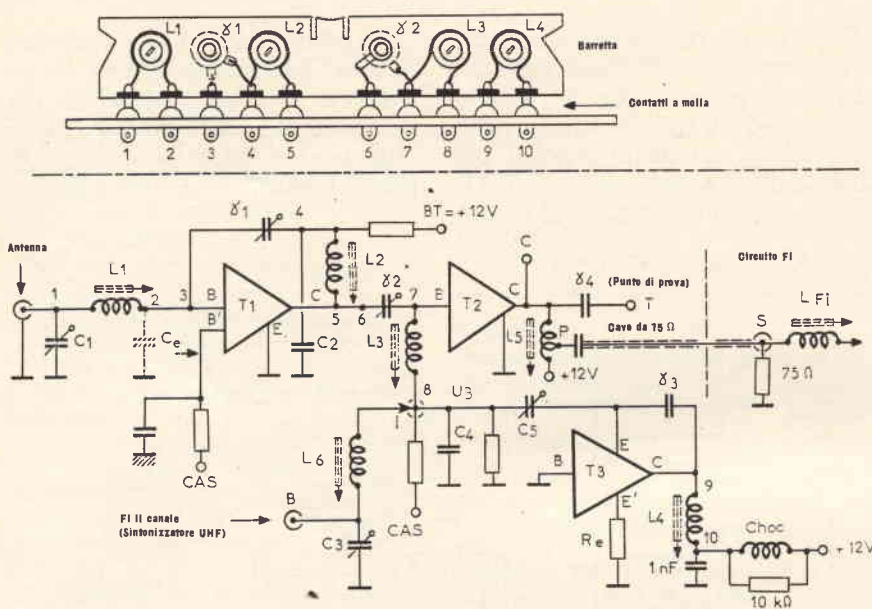 L1 γ1 L2 γ2 L3 L4
Barretta
Contatti a molla
1 2 3 4 5 6 7 8 9 10
γ1 4 BT = +12V
Antenna
Circuito FI
L1 L2 γ2 C γ4 (Punto di prova) L FI
1 2 3 B T1 C 5 6 7 B T2 C T
B' E E L5 P Cavo da 75 Ω S
C1 Ce C2 L3 +12V 75Ω
8 U3 γ3
i C4 C5
L6 E
CAS B T3 C
E' 9
FI II canale
(Sintonizzatore UHF)
B C3 CAS Re L4 10 Choc +12V
1nF
10 kΩ